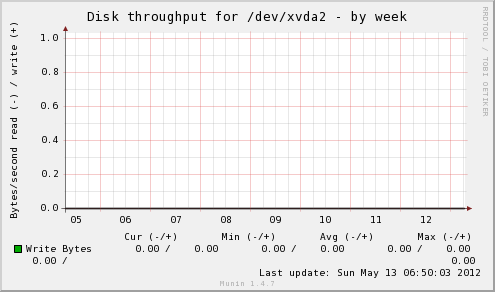 Disk throughput for /dev/xvda2 - by week
RRDTOOL / TOBI OETIKER
Bytes/second read (-) / write (+)
1.0
0.8
0.6
0.4
0.2
0.0
05 06 07 08 09 10 11 12
Cur (-/+) Min (-/+) Avg (-/+) Max (-/+)
Write Bytes 0.00 / 0.00 0.00 / 0.00 0.00 / 0.00
0.00 / 0.00
Last update: Sun May 13 06:50:03 2012
Munin 1.4.7